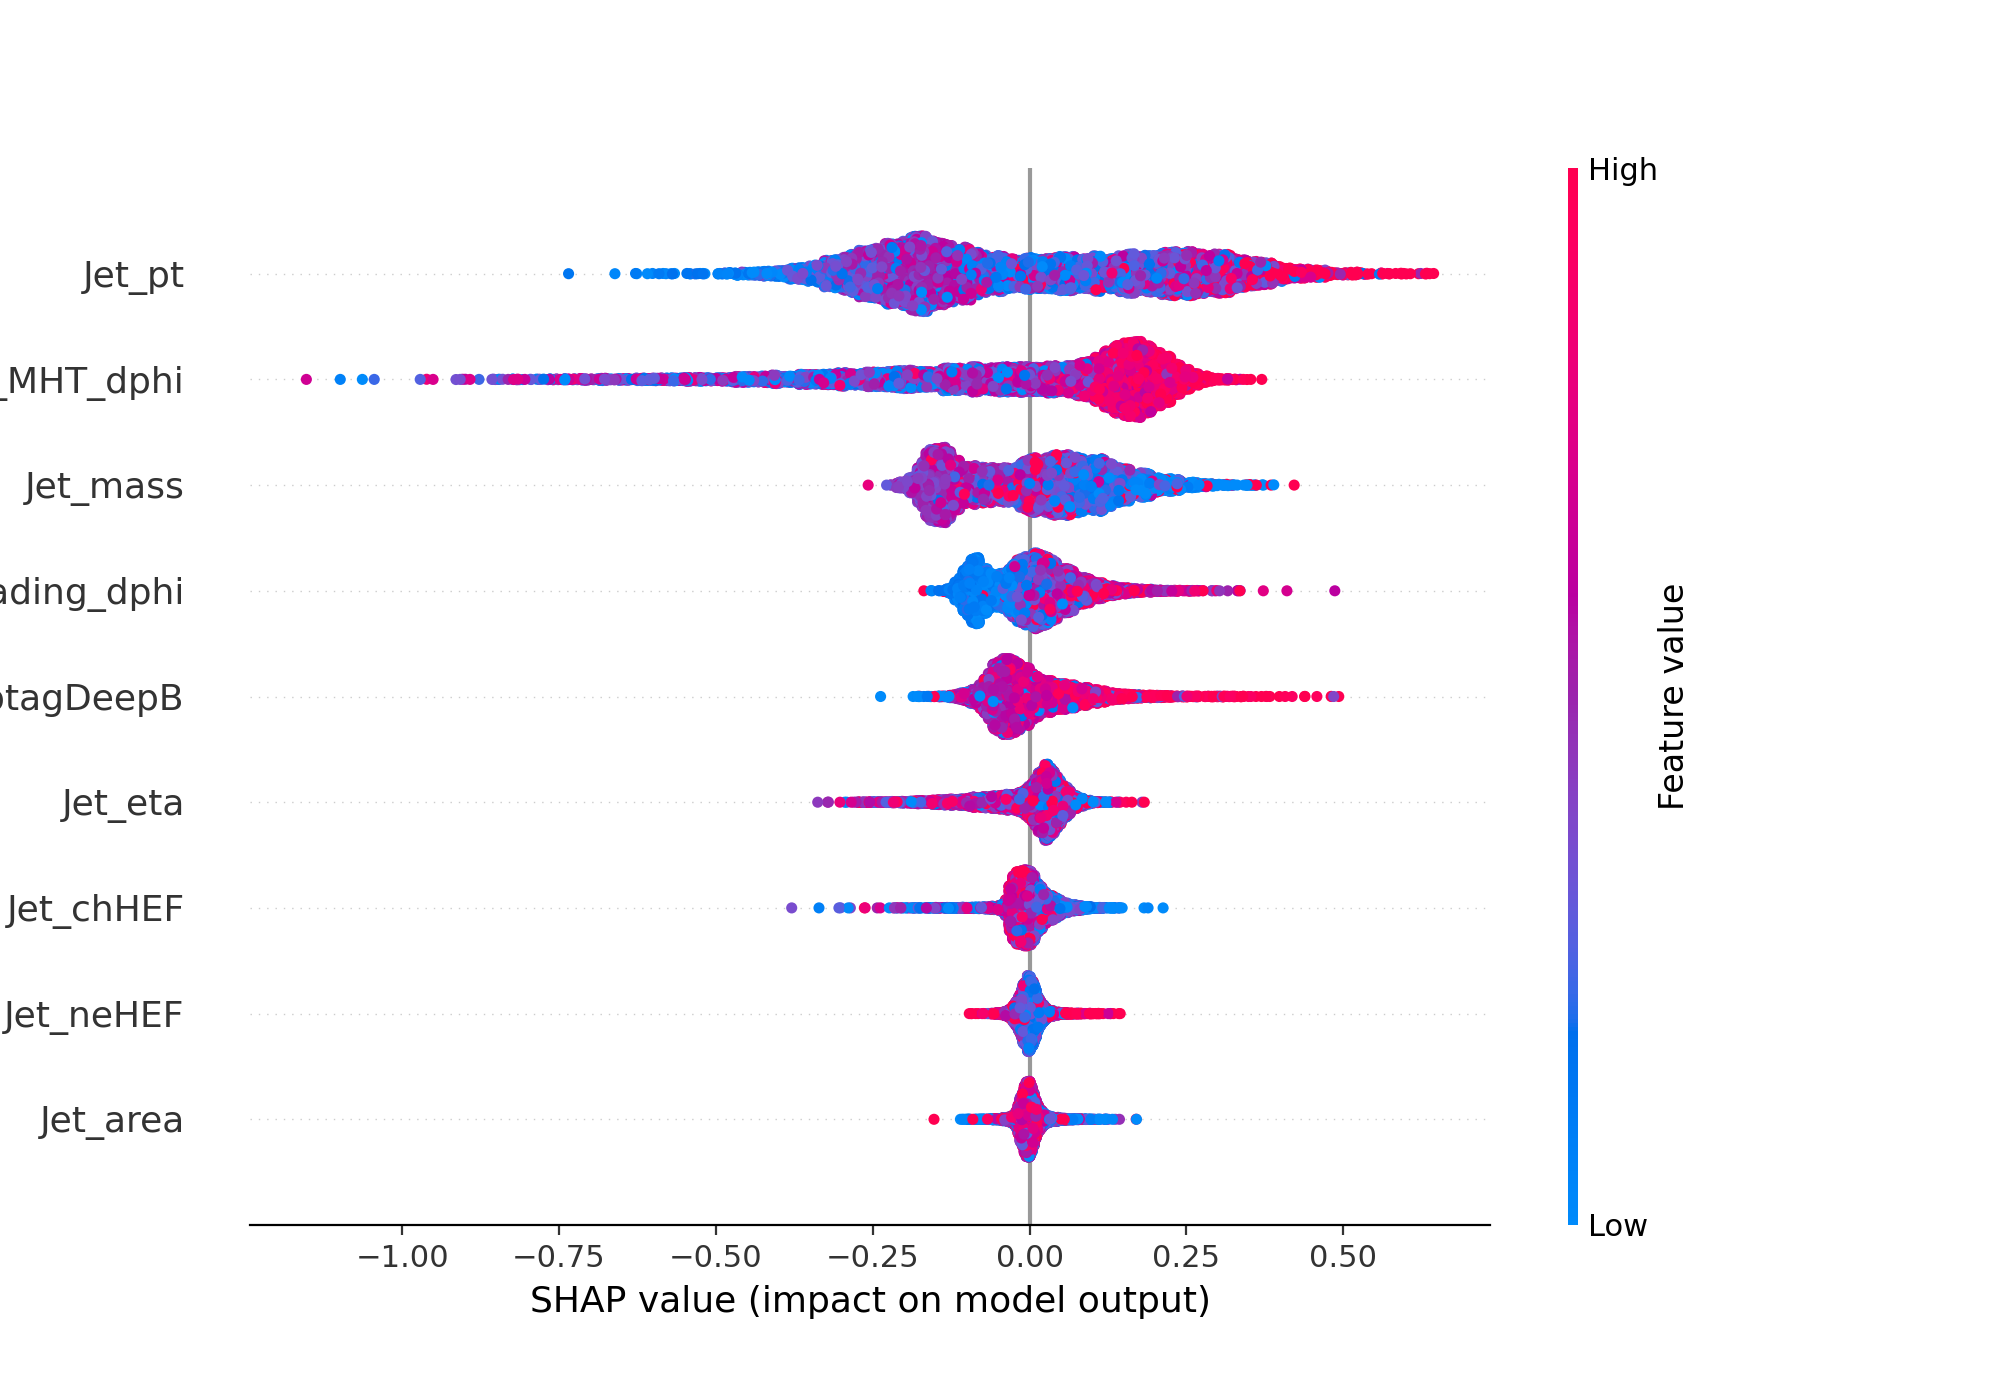 High
Jet_pt
_MHT_dphi
Jet_mass
ading_dphi
btagDeepB
Jet_eta
Jet_chHEF
Jet_neHEF
Jet_area
Feature value
Low
−1.00 −0.75 −0.50 −0.25 0.00 0.25 0.50
SHAP value (impact on model output)